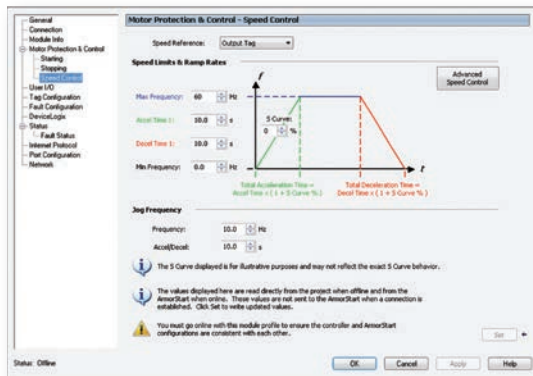 General
Connection
Module Info
Motor Protection & Control
Starting
Stopping
Speed Control
User I/O
Tag Configuration
Fault Configuration
DeviceLogix
Status
Fault Status
Internet Protocol
Port Configuration
Network
Motor Protection & Control - Speed Control
Speed Reference: Output Tag
Speed Limits & Ramp Rates
Advanced
Speed Control
f
Max Frequency: 60 Hz
Accel Time 1: 10.0 s
S Curve:
0 %
Decel Time 1: 10.0 s
Min Frequency: 0.0 Hz
t
Total Acceleration Time =
Accel Time x ( 1 + S Curve % )
Total Deceleration Time =
Decel Time x ( 1 + S Curve % )
Jog Frequency
Frequency: 10.0 Hz
Accel/Decel: 10.0 s
The S Curve displayed is for illustrative purposes and may not reflect the exact S Curve behavior.
The values displayed here are read directly from the project when offline and from the
ArmorStart when online. These values are not sent to the ArmorStart when a connection is
established. Click Set to write updated values.
You must go online with this module profile to ensure the controller and ArmorStart
configurations are consistent with each other.
Set
Status: Offline
OK
Cancel
Apply
Help